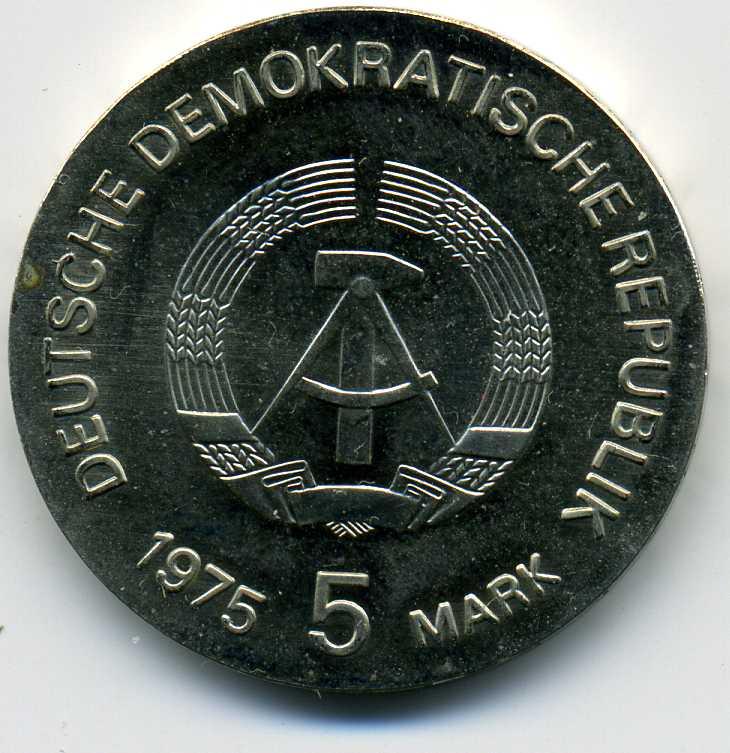 DEUTSCHE DEMOKRATISCHE REPUBLIK
1975 5 MARK